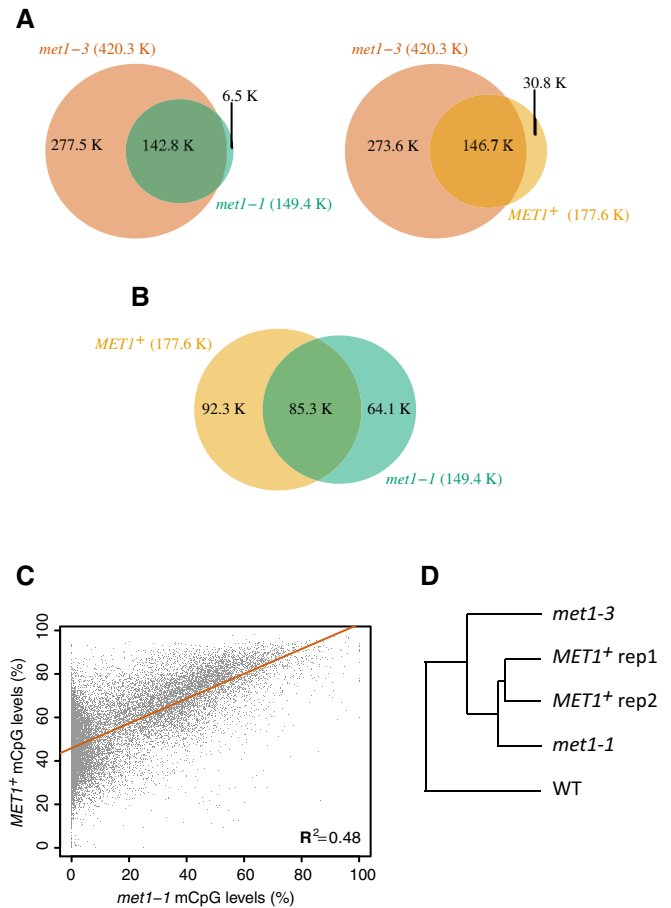 A
met1−3 (420.3 K)
277.5 K
142.8 K
6.5 K
met1−1 (149.4 K)
met1−3 (420.3 K)
273.6 K
146.7 K
30.8 K
MET1+ (177.6 K)
B
MET1+ (177.6 K)
92.3 K
85.3 K
64.1 K
met1−1 (149.4 K)
C
MET1+ mCpG levels (%)
100
80
60
40
20
0
R²=0.48
0 20 40 60 80 100
met1-1 mCpG levels (%)
D
met1-3
MET1+ rep1
MET1+ rep2
met1-1
WT